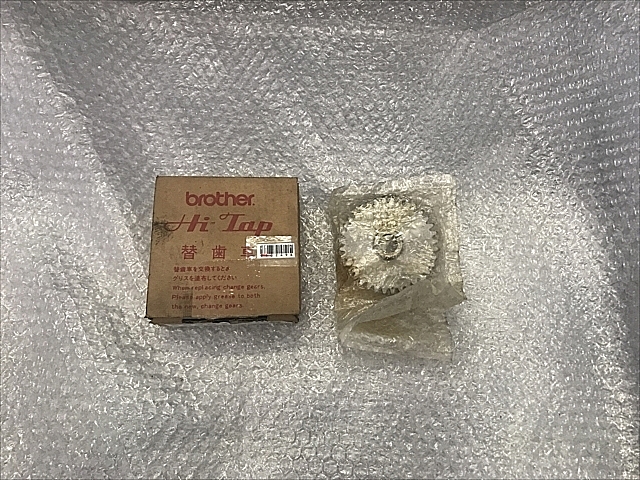 brother.
Hi-Tap
替歯車
替歯車を交換するとき
グリスを塗布してください
When replacing change gears,
Please apply grease to both
the new, change gears.